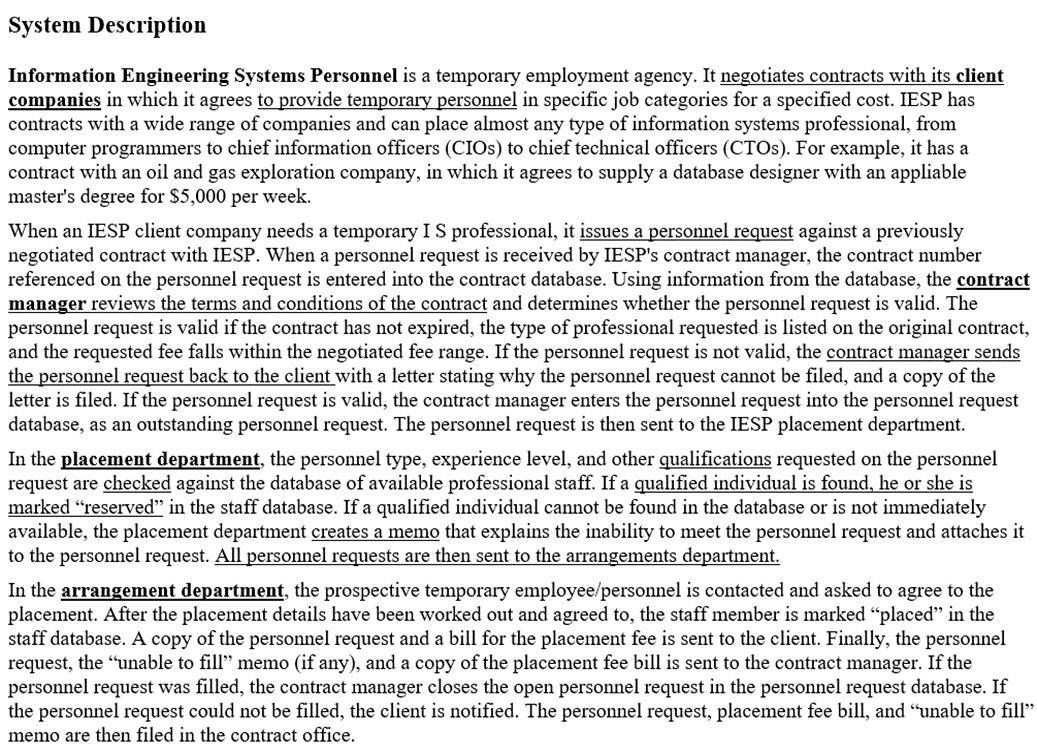 System Description
Information Engineering Systems Personnel is a temporary employment agency. It negotiates contracts with its client
companies in which it agrees to provide temporary personnel in specific job categories for a specified cost. IESP has
contracts with a wide range of companies and can place almost any type of information systems professional, from
computer programmers to chief information officers (CIOs) to chief technical officers (CTOs). For example, it has a
contract with an oil and gas exploration company, in which it agrees to supply a database designer with an appliable
master's degree for $5,000 per week.
When an IESP client company needs a temporary I S professional, it issues a personnel request against a previously
negotiated contract with IESP. When a personnel request is received by IESP's contract manager, the contract number
referenced on the personnel request is entered into the contract database. Using information from the database, the contract
manager reviews the terms and conditions of the contract and determines whether the personnel request is valid. The
personnel request is valid if the contract has not expired, the type of professional requested is listed on the original contract,
and the requested fee falls within the negotiated fee range. If the personnel request is not valid, the contract manager sends
the personnel request back to the client with a letter stating why the personnel request cannot be filed, and a copy of the
letter is filed. If the personnel request is valid, the contract manager enters the personnel request into the personnel request
database, as an outstanding personnel request. The personnel request is then sent to the IESP placement department.
In the placement department, the personnel type, experience level, and other qualifications requested on the personnel
request are checked against the database of available professional staff. If a qualified individual is found, he or she is
marked “reserved” in the staff database. If a qualified individual cannot be found in the database or is not immediately
available, the placement department creates a memo that explains the inability to meet the personnel request and attaches it
to the personnel request. All personnel requests are then sent to the arrangements department.
In the arrangement department, the prospective temporary employee/personnel is contacted and asked to agree to the
placement. After the placement details have been worked out and agreed to, the staff member is marked “placed” in the
staff database. A copy of the personnel request and a bill for the placement fee is sent to the client. Finally, the personnel
request, the “unable to fill” memo (if any), and a copy of the placement fee bill is sent to the contract manager. If the
personnel request was filled, the contract manager closes the open personnel request in the personnel request database. If
the personnel request could not be filled, the client is notified. The personnel request, placement fee bill, and “unable to fill”
memo are then filed in the contract office.